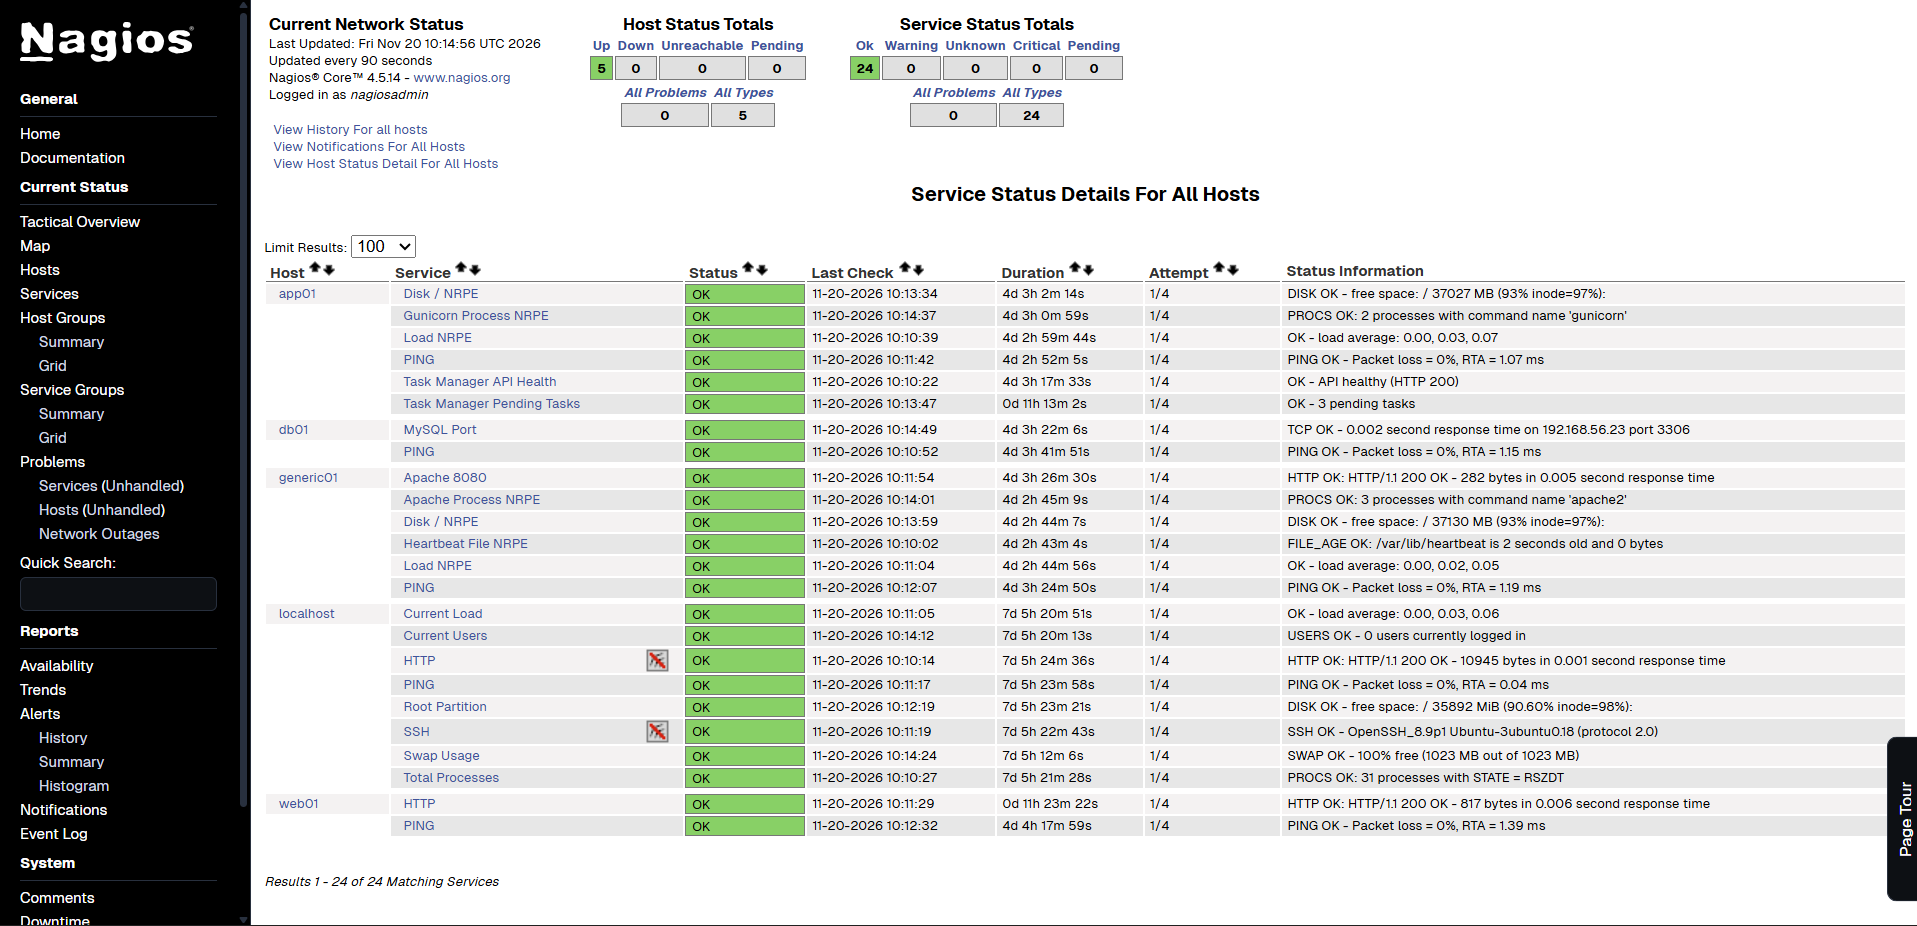 Nagios®
General
Home
Documentation
Current Status
Tactical Overview
Map
Hosts
Services
Host Groups
Summary
Grid
Service Groups
Summary
Grid
Problems
Services (Unhandled)
Hosts (Unhandled)
Network Outages
Quick Search:
Reports
Availability
Trends
Alerts
History
Summary
Histogram
Notifications
Event Log
System
Comments
Downtime
Current Network Status
Last Updated: Fri Nov 20 10:14:56 UTC 2026
Updated every 90 seconds
Nagios® Core™ 4.5.14 - www.nagios.org
Logged in as nagiosadmin
View History For all hosts
View Notifications For All Hosts
View Host Status Detail For All Hosts
Host Status Totals
Up Down Unreachable Pending
5 0 0 0
All Problems All Types
0 5
Service Status Totals
Ok Warning Unknown Critical Pending
24 0 0 0 0
All Problems All Types
0 24
Service Status Details For All Hosts
Limit Results: 100
Host Service Status Last Check Duration Attempt Status Information
app01 Disk / NRPE OK 11-20-2026 10:13:34 4d 3h 2m 14s 1/4 DISK OK - free space: / 37027 MB (93% inode=97%):
Gunicorn Process NRPE OK 11-20-2026 10:14:37 4d 3h 0m 59s 1/4 PROCS OK: 2 processes with command name 'gunicorn'
Load NRPE OK 11-20-2026 10:10:39 4d 2h 59m 44s 1/4 OK - load average: 0.00, 0.03, 0.07
PING OK 11-20-2026 10:11:42 4d 2h 52m 5s 1/4 PING OK - Packet loss = 0%, RTA = 1.07 ms
Task Manager API Health OK 11-20-2026 10:10:22 4d 3h 17m 33s 1/4 OK - API healthy (HTTP 200)
Task Manager Pending Tasks OK 11-20-2026 10:13:47 0d 11h 13m 2s 1/4 OK - 3 pending tasks
db01 MySQL Port OK 11-20-2026 10:14:49 4d 3h 22m 6s 1/4 TCP OK - 0.002 second response time on 192.168.56.23 port 3306
PING OK 11-20-2026 10:10:52 4d 3h 41m 51s 1/4 PING OK - Packet loss = 0%, RTA = 1.15 ms
generic01 Apache 8080 OK 11-20-2026 10:11:54 4d 3h 26m 30s 1/4 HTTP OK: HTTP/1.1 200 OK - 282 bytes in 0.005 second response time
Apache Process NRPE OK 11-20-2026 10:14:01 4d 2h 45m 9s 1/4 PROCS OK: 3 processes with command name 'apache2'
Disk / NRPE OK 11-20-2026 10:13:59 4d 2h 44m 7s 1/4 DISK OK - free space: / 37130 MB (93% inode=97%):
Heartbeat File NRPE OK 11-20-2026 10:10:02 4d 2h 43m 4s 1/4 FILE_AGE OK: /var/lib/heartbeat is 2 seconds old and 0 bytes
Load NRPE OK 11-20-2026 10:11:04 4d 2h 44m 56s 1/4 OK - load average: 0.00, 0.02, 0.05
PING OK 11-20-2026 10:12:07 4d 3h 24m 50s 1/4 PING OK - Packet loss = 0%, RTA = 1.19 ms
localhost Current Load OK 11-20-2026 10:11:05 7d 5h 20m 51s 1/4 OK - load average: 0.00, 0.03, 0.06
Current Users OK 11-20-2026 10:14:12 7d 5h 20m 13s 1/4 USERS OK - 0 users currently logged in
HTTP OK 11-20-2026 10:10:14 7d 5h 24m 36s 1/4 HTTP OK: HTTP/1.1 200 OK - 10945 bytes in 0.001 second response time
PING OK 11-20-2026 10:11:17 7d 5h 23m 58s 1/4 PING OK - Packet loss = 0%, RTA = 0.04 ms
Root Partition OK 11-20-2026 10:12:19 7d 5h 23m 21s 1/4 DISK OK - free space: / 35892 MiB (90.60% inode=98%):
SSH OK 11-20-2026 10:11:19 7d 5h 22m 43s 1/4 SSH OK - OpenSSH_8.9p1 Ubuntu-3ubuntu0.18 (protocol 2.0)
Swap Usage OK 11-20-2026 10:14:24 7d 5h 12m 6s 1/4 SWAP OK - 100% free (1023 MB out of 1023 MB)
Total Processes OK 11-20-2026 10:10:27 7d 5h 21m 28s 1/4 PROCS OK: 31 processes with STATE = RSZDT
web01 HTTP OK 11-20-2026 10:11:29 0d 11h 23m 22s 1/4 HTTP OK: HTTP/1.1 200 OK - 817 bytes in 0.006 second response time
PING OK 11-20-2026 10:12:32 4d 4h 17m 59s 1/4 PING OK - Packet loss = 0%, RTA = 1.39 ms
Results 1 - 24 of 24 Matching Services
Page Tour